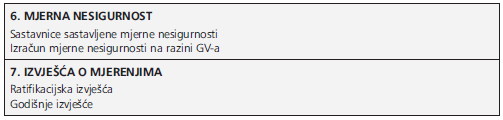 6. MJERNA NESIGURNOST
Sastavnice sastavljene mjerne nesigurnosti
Izračun mjerne nesigurnosti na razini GV-a
7. IZVJEŠĆA O MJERENJIMA
Ratifikacijska izvješća
Godišnje izvješće